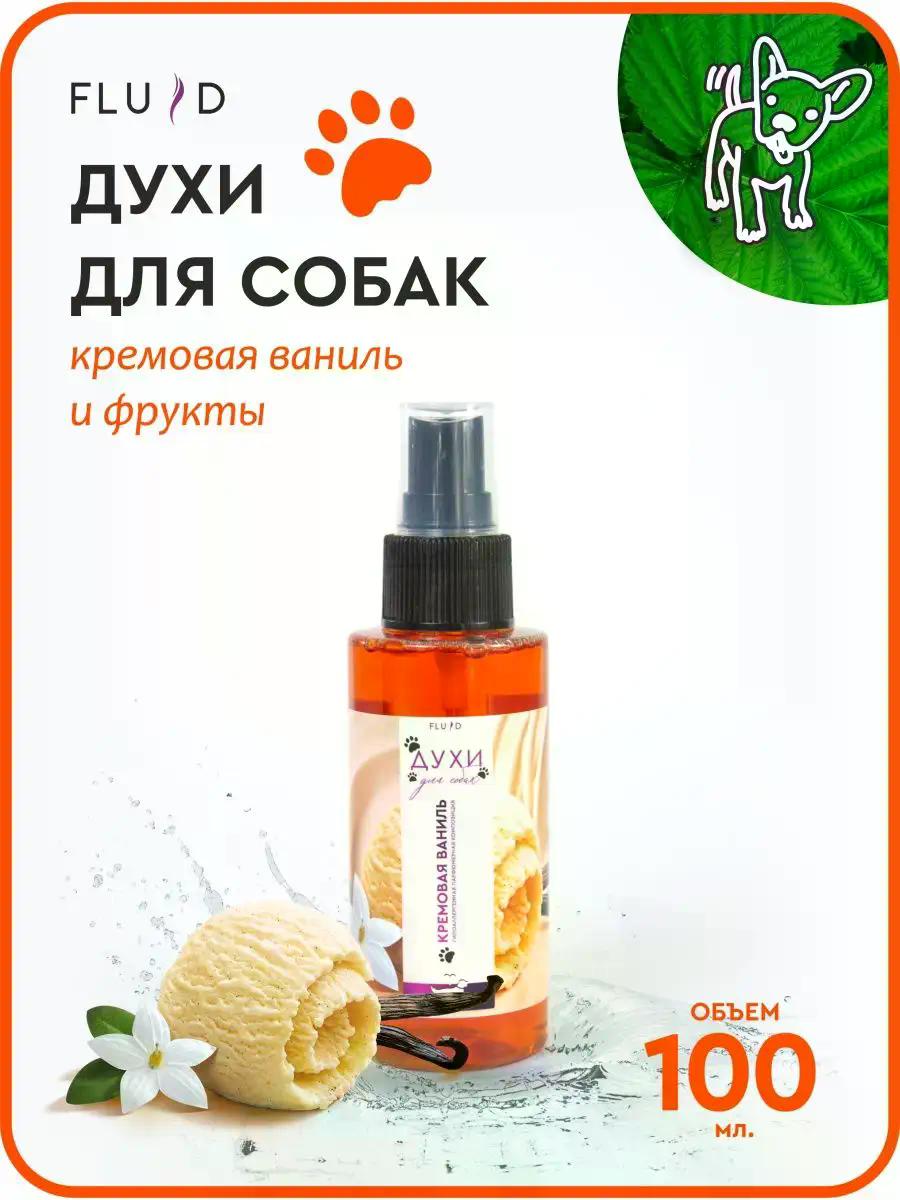 FLUID
ДУХИ
ДЛЯ СОБАК
кремовая ваниль
и фрукты
FLUID
ДУХИ
для собак
КРЕМОВАЯ ВАНИЛЬ
ГИПОАЛЛЕРГЕННАЯ ПАРФЮМЕРНАЯ КОМПОЗИЦИЯ
ОБЪЕМ
100
мл.